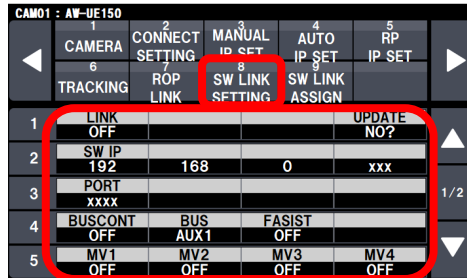 CAM01 : AW-UE150
1 2 3 4 5
CAMERA CONNECT SETTING MANUAL IP SET AUTO IP SET RP IP SET
6 7 8 9
TRACKING ROP LINK SW LINK SETTING SW LINK ASSIGN
1 LINK UPDATE
OFF NO?
2 SW IP
192 168 0 xxx
3 PORT 1/2
xxxx
4 BUSCONT BUS FASIST
OFF AUX1 OFF
5 MV1 MV2 MV3 MV4
OFF OFF OFF OFF